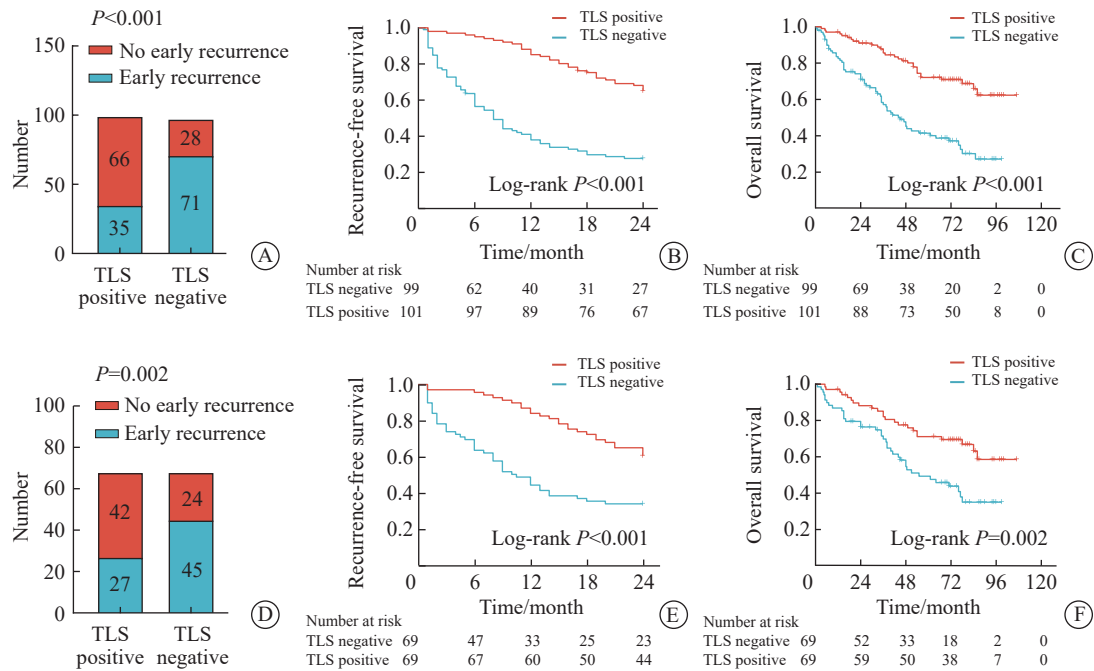 P<0.001
No early recurrence
Early recurrence
150
100
50
0
Number
66
35
28
71
TLS positive
TLS negative
A
TLS positive
TLS negative
Recurrence-free survival
1.0
0.8
0.6
0.4
0.2
Log-rank P<0.001
0 6 12 18 24
Time/month
B
Number at risk
TLS negative 99 62 40 31 27
TLS positive 101 97 89 76 67
TLS positive
TLS negative
Overall survival
1.0
0.8
0.6
0.4
0.2
Log-rank P<0.001
0 24 48 72 96 120
Time/month
C
Number at risk
TLS negative 99 69 38 20 2 0
TLS positive 101 88 73 50 8 0
P=0.002
No early recurrence
Early recurrence
100
80
60
40
20
0
Number
42
27
24
45
TLS positive
TLS negative
D
TLS positive
TLS negative
Recurrence-free survival
1.0
0.8
0.6
0.4
0.2
Log-rank P<0.001
0 6 12 18 24
Time/month
E
Number at risk
TLS negative 69 47 33 25 23
TLS positive 69 67 60 50 44
TLS positive
TLS negative
Overall survival
1.0
0.8
0.6
0.4
0.2
Log-rank P=0.002
0 24 48 72 96 120
Time/month
F
Number at risk
TLS negative 69 52 33 18 2 0
TLS positive 69 59 50 38 7 0